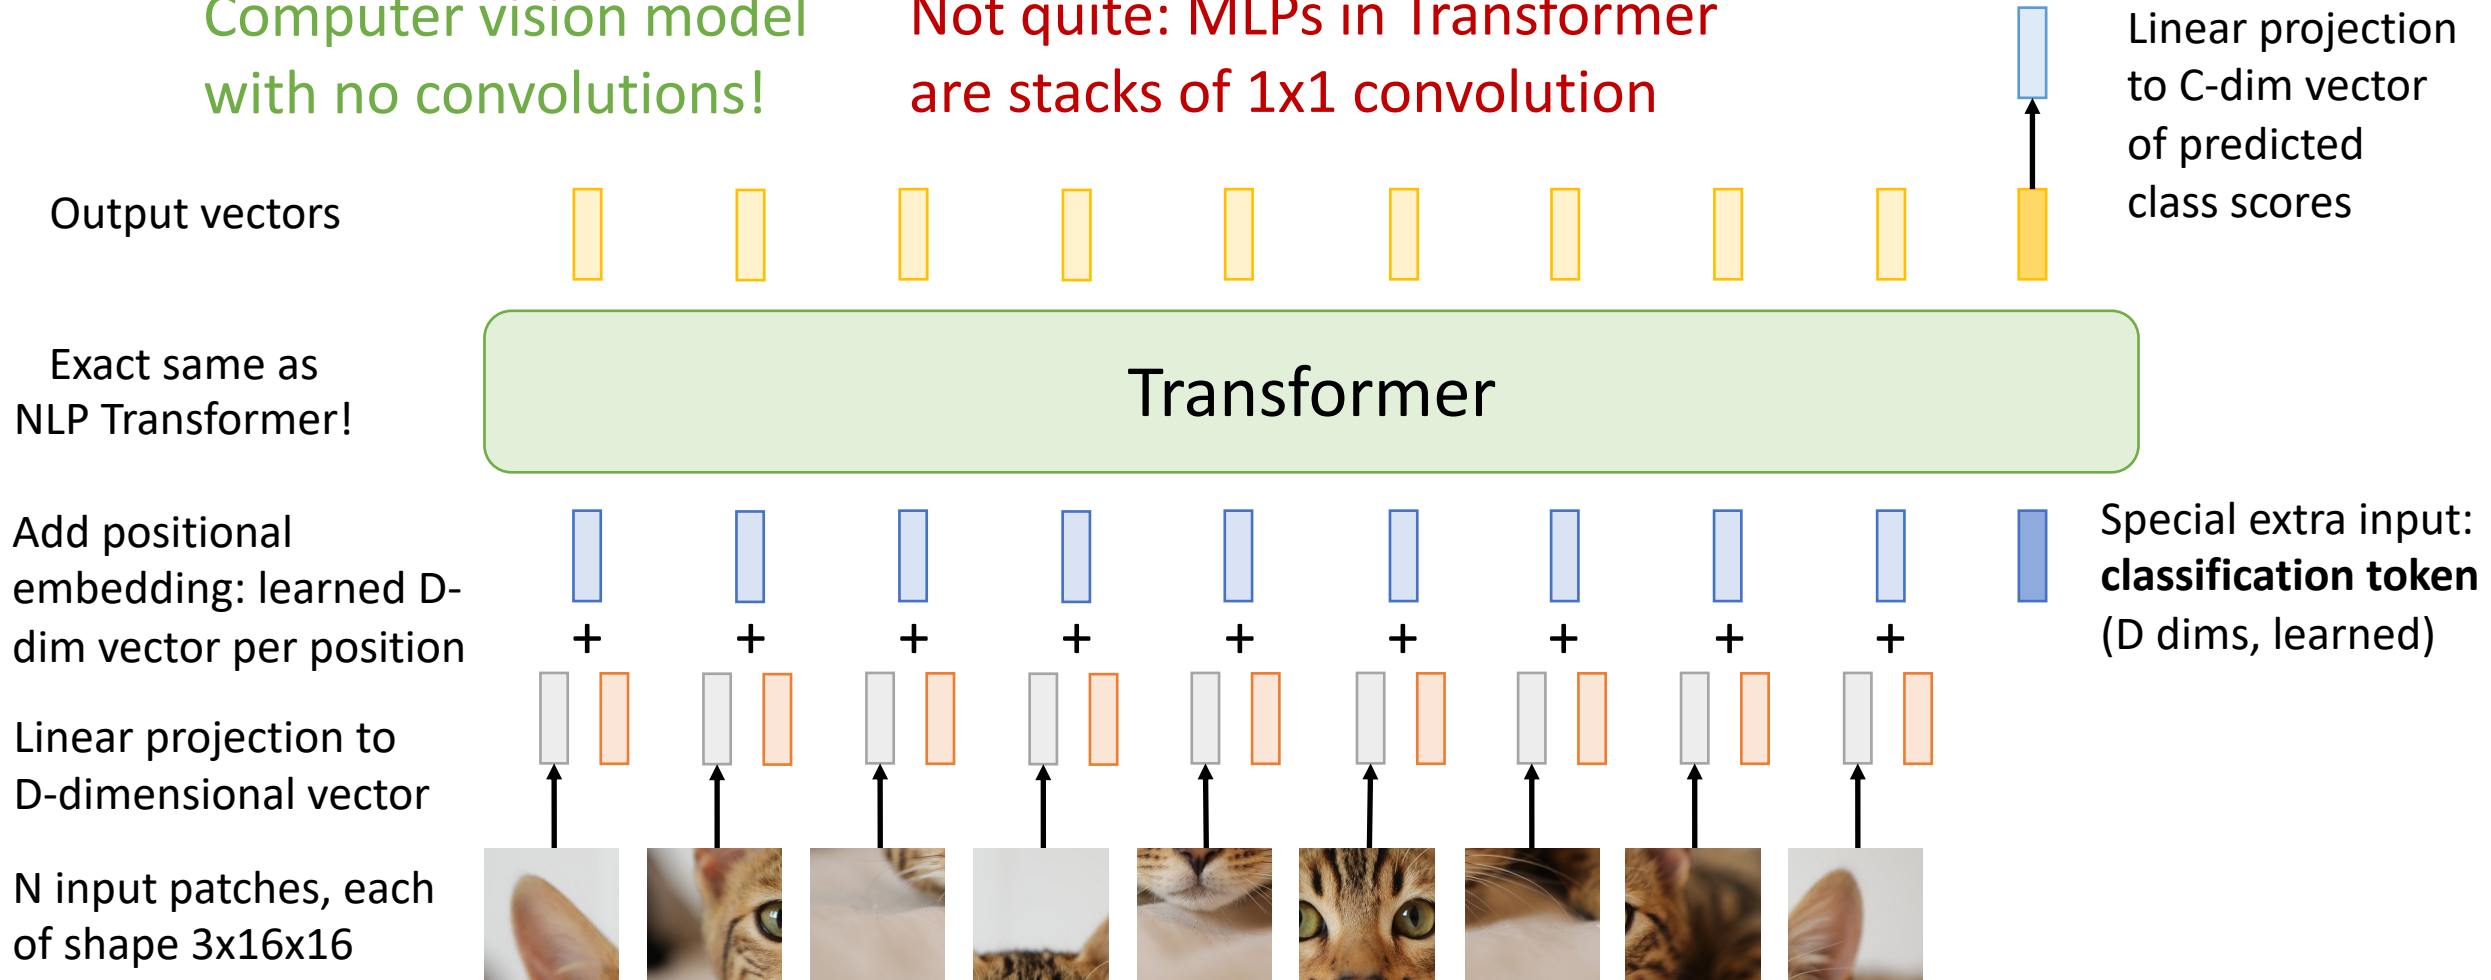 Computer vision model
with no convolutions!
Not quite: MLPs in Transformer
are stacks of 1x1 convolution
Linear projection
to C-dim vector
of predicted
class scores
Output vectors
Exact same as
NLP Transformer!
Transformer
Add positional
embedding: learned D-
dim vector per position
+ + + + + + + + +
Special extra input:
classification token
(D dims, learned)
Linear projection to
D-dimensional vector
N input patches, each
of shape 3x16x16